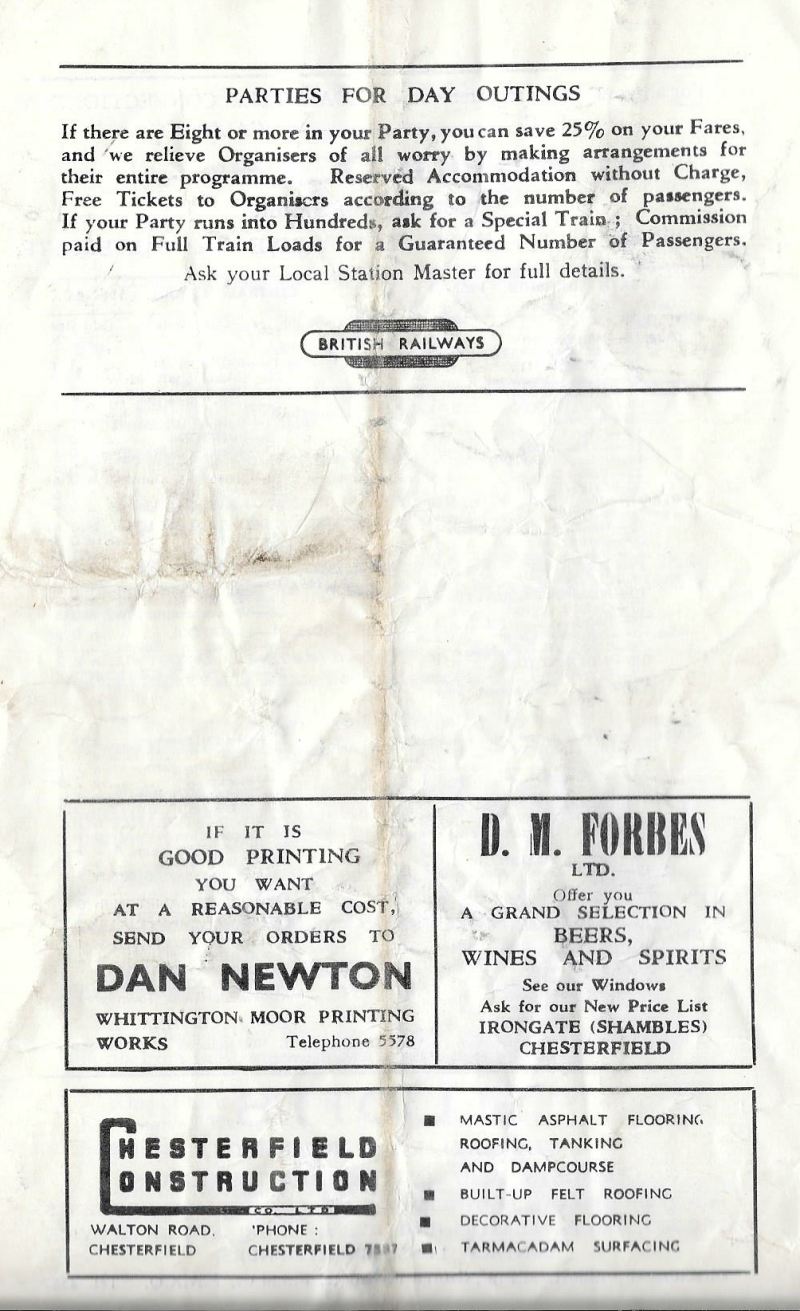 PARTIES FOR DAY OUTINGS
If there are Eight or more in your Party, you can save 25% on your Fares,
and we relieve Organisers of all worry by making arrangements for
their entire programme. Reserved Accommodation without Charge,
Free Tickets to Organisers according to the number of passengers.
If your Party runs into Hundreds, ask for a Special Train ; Commission
paid on Full Train Loads for a Guaranteed Number of Passengers.
Ask your Local Station Master for full details.
BRITISH RAILWAYS
IF IT IS
GOOD PRINTING
YOU WANT
AT A REASONABLE COST,
SEND YOUR ORDERS TO
DAN NEWTON
WHITTINGTON MOOR PRINTING
WORKS Telephone 5578
D. M. FORBES
LTD.
Offer you
A GRAND SELECTION IN
BEERS,
WINES AND SPIRITS
See our Windows
Ask for our New Price List
IRONGATE (SHAMBLES)
CHESTERFIELD
CHESTERFIELD
CONSTRUCTION
CO. LTD
WALTON ROAD, 'PHONE :
CHESTERFIELD CHESTERFIELD
■ MASTIC ASPHALT FLOORING
ROOFING, TANKING
AND DAMPCOURSE
■ BUILT-UP FELT ROOFING
■ DECORATIVE FLOORING
■ TARMACADAM SURFACING